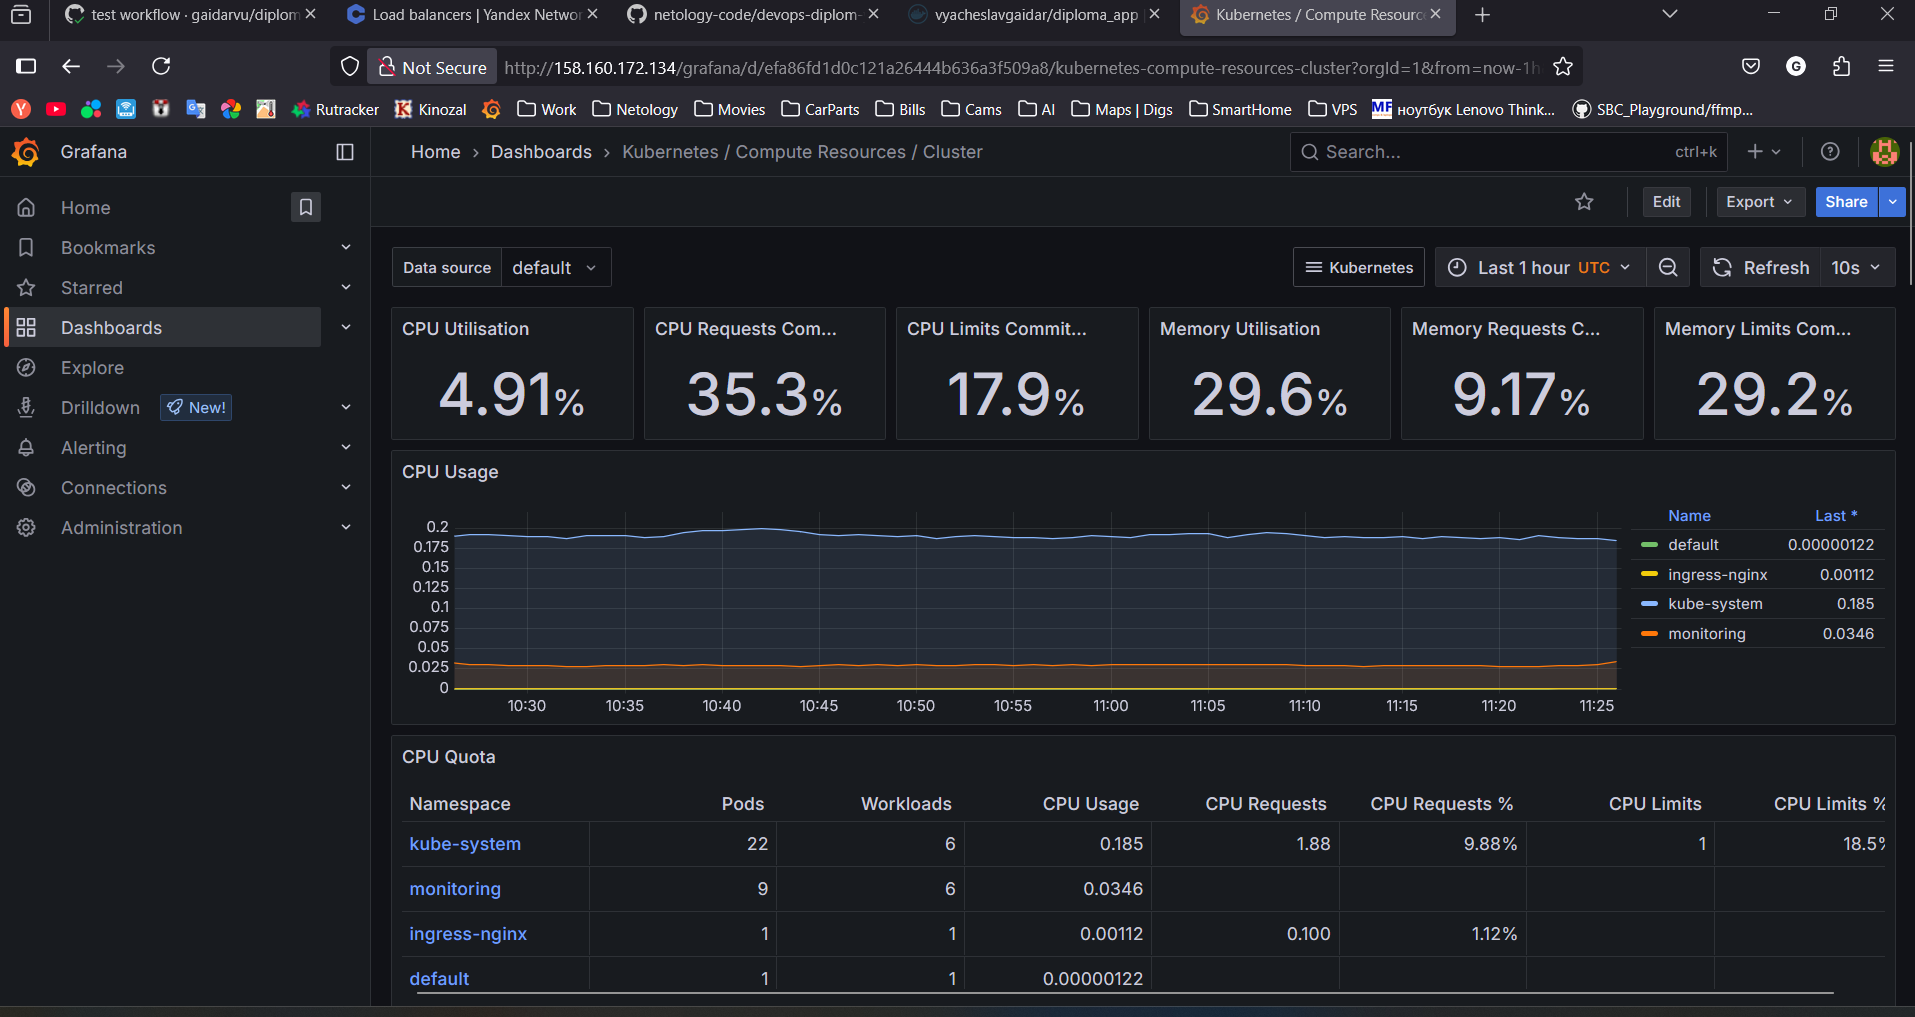 test workflow · gaidarvu/diplom
Load balancers | Yandex Networ
netology-code/devops-diplom-
vyacheslavgaidar/diploma_app
Kubernetes / Compute Resourc
Not Secure
http://158.160.172.134/grafana/d/efa86fd1d0c121a26444b636a3f509a8/kubernetes-compute-resources-cluster?orgId=1&from=now-1h
G
Rutracker
Kinozal
Work
Netology
Movies
CarParts
Bills
Cams
AI
Maps | Digs
SmartHome
VPS
MF ноутбук Lenovo Think...
SBC_Playground/ffmp...
Grafana
Home › Dashboards › Kubernetes / Compute Resources / Cluster
Search...
ctrl+k
Home
Bookmarks
Starred
Dashboards
Explore
Drilldown
New!
Alerting
Connections
Administration
Edit
Export
Share
Data source
default
Kubernetes
Last 1 hour UTC
Refresh
10s
CPU Utilisation
4.91%
CPU Requests Com...
35.3%
CPU Limits Commit...
17.9%
Memory Utilisation
29.6%
Memory Requests C...
9.17%
Memory Limits Com...
29.2%
CPU Usage
0.2
0.175
0.15
0.125
0.1
0.075
0.05
0.025
0
10:30 10:35 10:40 10:45 10:50 10:55 11:00 11:05 11:10 11:15 11:20 11:25
Name Last *
default 0.00000122
ingress-nginx 0.00112
kube-system 0.185
monitoring 0.0346
CPU Quota
Namespace Pods Workloads CPU Usage CPU Requests CPU Requests % CPU Limits CPU Limits %
kube-system 22 6 0.185 1.88 9.88% 1 18.5%
monitoring 9 6 0.0346
ingress-nginx 1 1 0.00112 0.100 1.12%
default 1 1 0.00000122